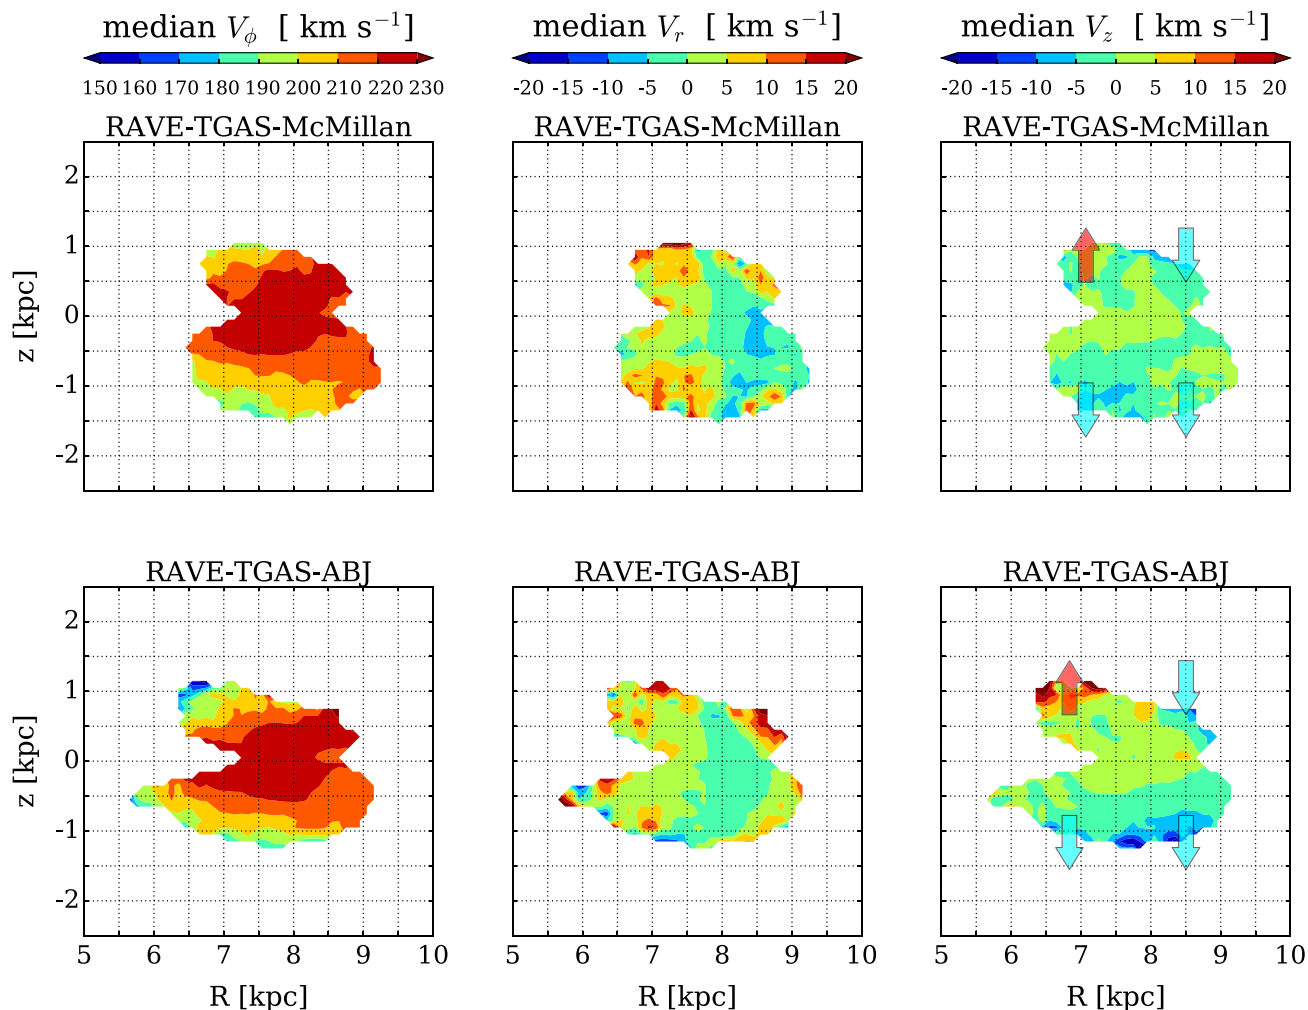 median Vϕ [ km s⁻¹] median Vr [ km s⁻¹] median Vz [ km s⁻¹]
150 160 170 180 190 200 210 220 230 -20 -15 -10 -5 0 5 10 15 20 -20 -15 -10 -5 0 5 9 10 15 20
RAVE-TGAS-McMillan RAVE-TGAS-McMillan RAVE-TGAS-McMillan
2
1
0
-1
-2
z [kpc]
RAVE-TGAS-ABJ RAVE-TGAS-ABJ RAVE-TGAS-ABJ
2
1
0
-1
-2
z [kpc]
5 6 7 8 9 10 5 6 7 8 9 10 5 6 7 8 9 10
R [kpc] R [kpc] R [kpc]